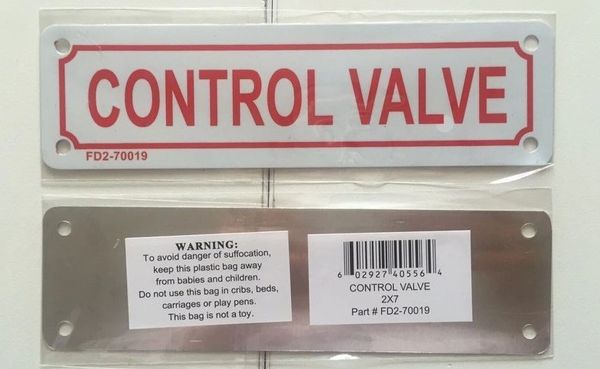 CONTROL VALVE
FD2-70019
WARNING:
To avoid danger of suffocation,
keep this plastic bag away
from babies and children.
Do not use this bag in cribs, beds,
carriages or play pens.
This bag is not a toy.
6 02927 40556 4
CONTROL VALVE
2X7
Part # FD2-70019